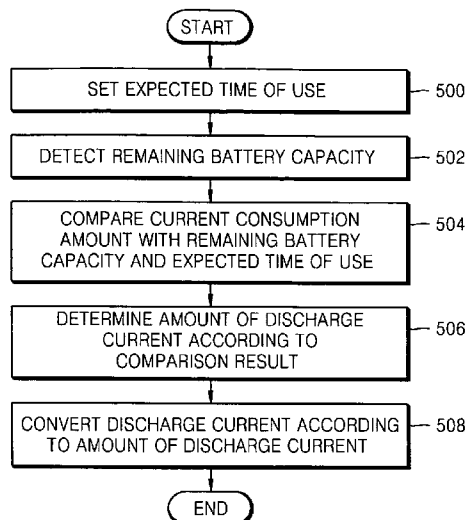 START
SET EXPECTED TIME OF USE
500
DETECT REMAINING BATTERY CAPACITY
502
COMPARE CURRENT CONSUMPTION
AMOUNT WITH REMAINING BATTERY
CAPACITY AND EXPECTED TIME OF USE
504
DETERMINE AMOUNT OF DISCHARGE
CURRENT ACCORDING TO
COMPARISON RESULT
506
CONVERT DISCHARGE CURRENT ACCORDING
TO AMOUNT OF DISCHARGE CURRENT
508
END